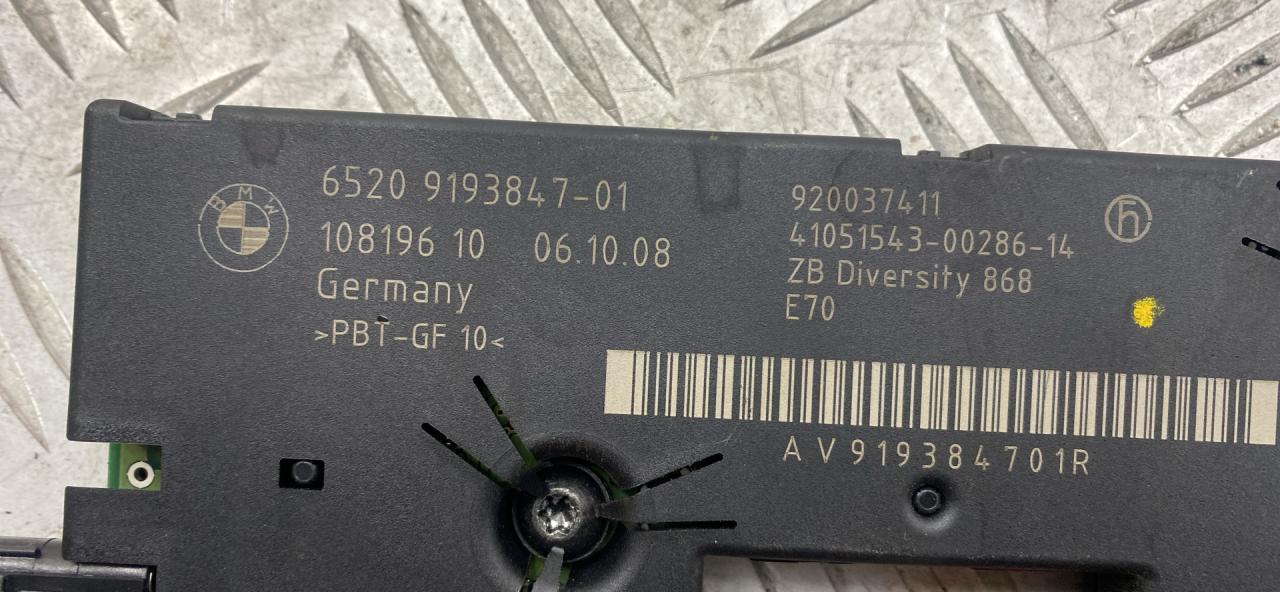 BMW
6520 9193847-01
108196 10 06.10.08
Germany
>PBT-GF 10<
920037411
41051543-00286-14
ZB Diversity 868
E70
h
AV919384701R